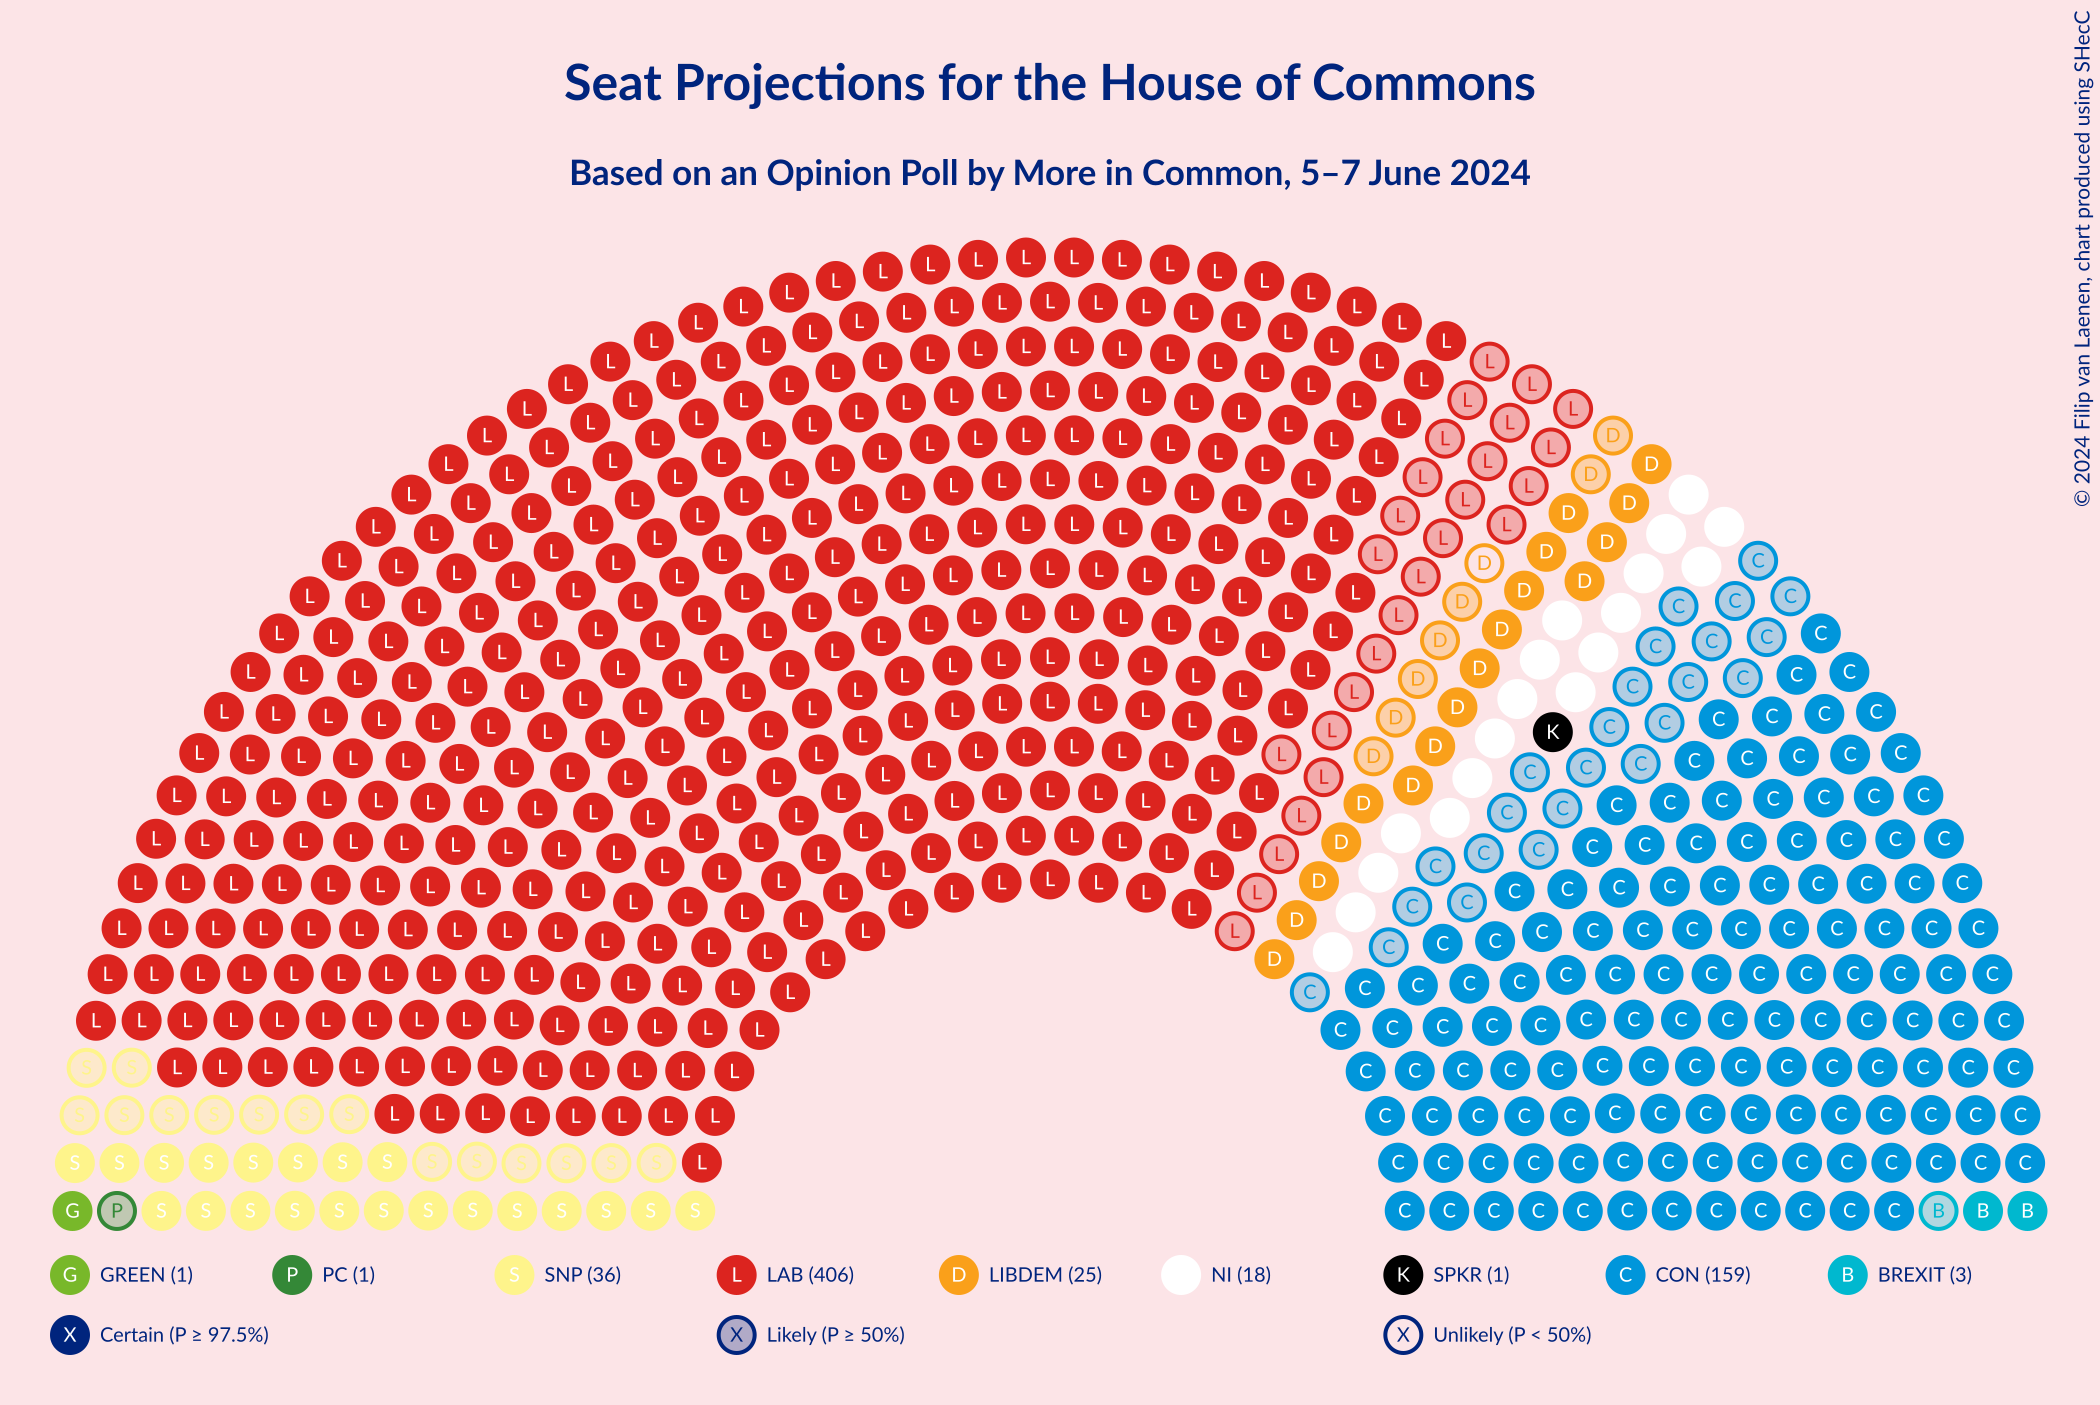 Seat Projections for the House of Commons
Based on an Opinion Poll by More in Common, 5–7 June 2024
© 2024 Filip van Laenen, chart produced using SHecC
G GREEN (1)
P PC (1)
S SNP (36)
L LAB (406)
D LIBDEM (25)
NI (18)
K SPKR (1)
C CON (159)
B BREXIT (3)
X Certain (P ≥ 97.5%)
X Likely (P ≥ 50%)
X Unlikely (P < 50%)